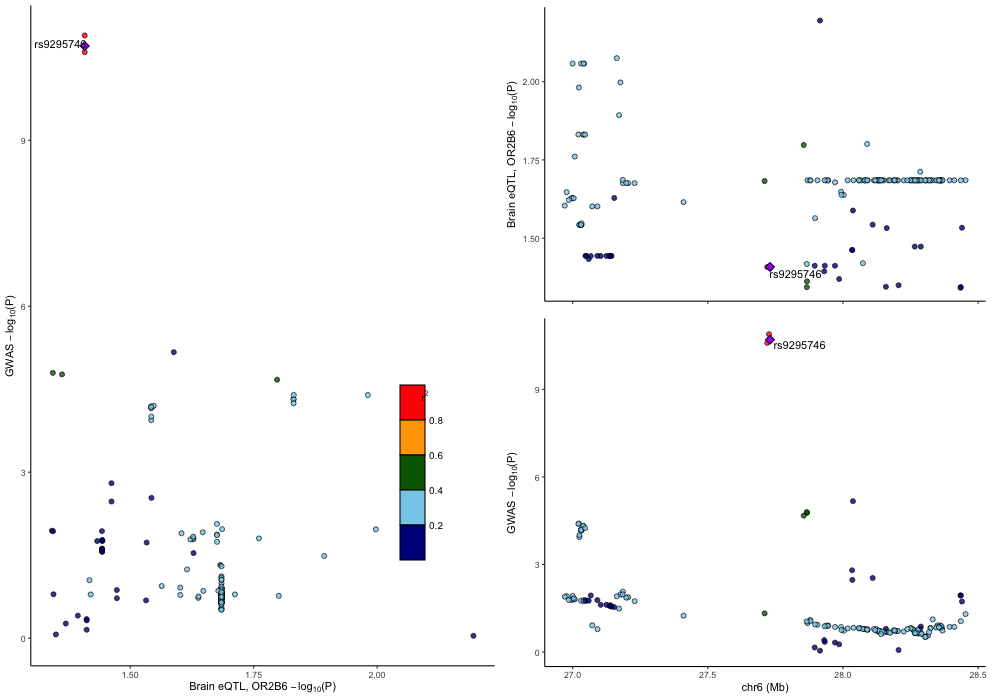 rs9295746
9
6
3
0
GWAS − log10(P)
1.50
1.75
2.00
Brain eQTL, OR2B6 − log10(P)
r2
0.8
0.6
0.4
0.2
2.00
1.75
1.50
Brain eQTL, OR2B6 − log10(P)
rs9295746
rs9295746
9
6
3
0
GWAS − log10(P)
27.0
27.5
28.0
28.5
chr6 (Mb)